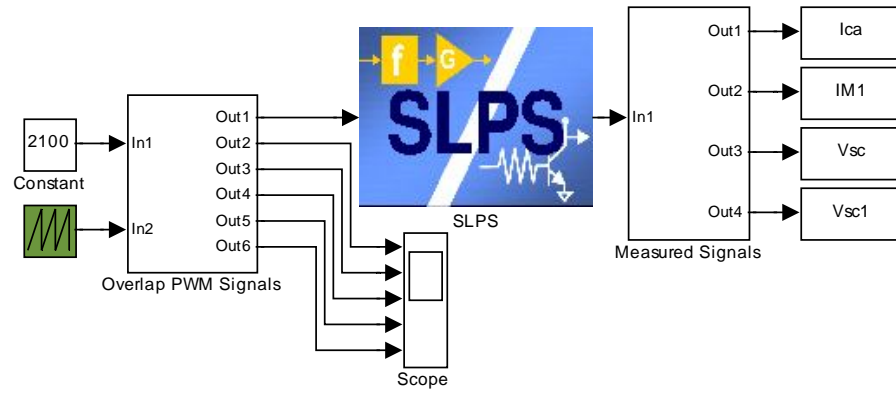 2100
Constant
In1
In2
Out1
Out2
Out3
Out4
Out5
Out6
Overlap PWM Signals
f
G
SLPS
SLPS
Scope
In1
Out1
Out2
Out3
Out4
Measured Signals
Ica
IM1
Vsc
Vsc1